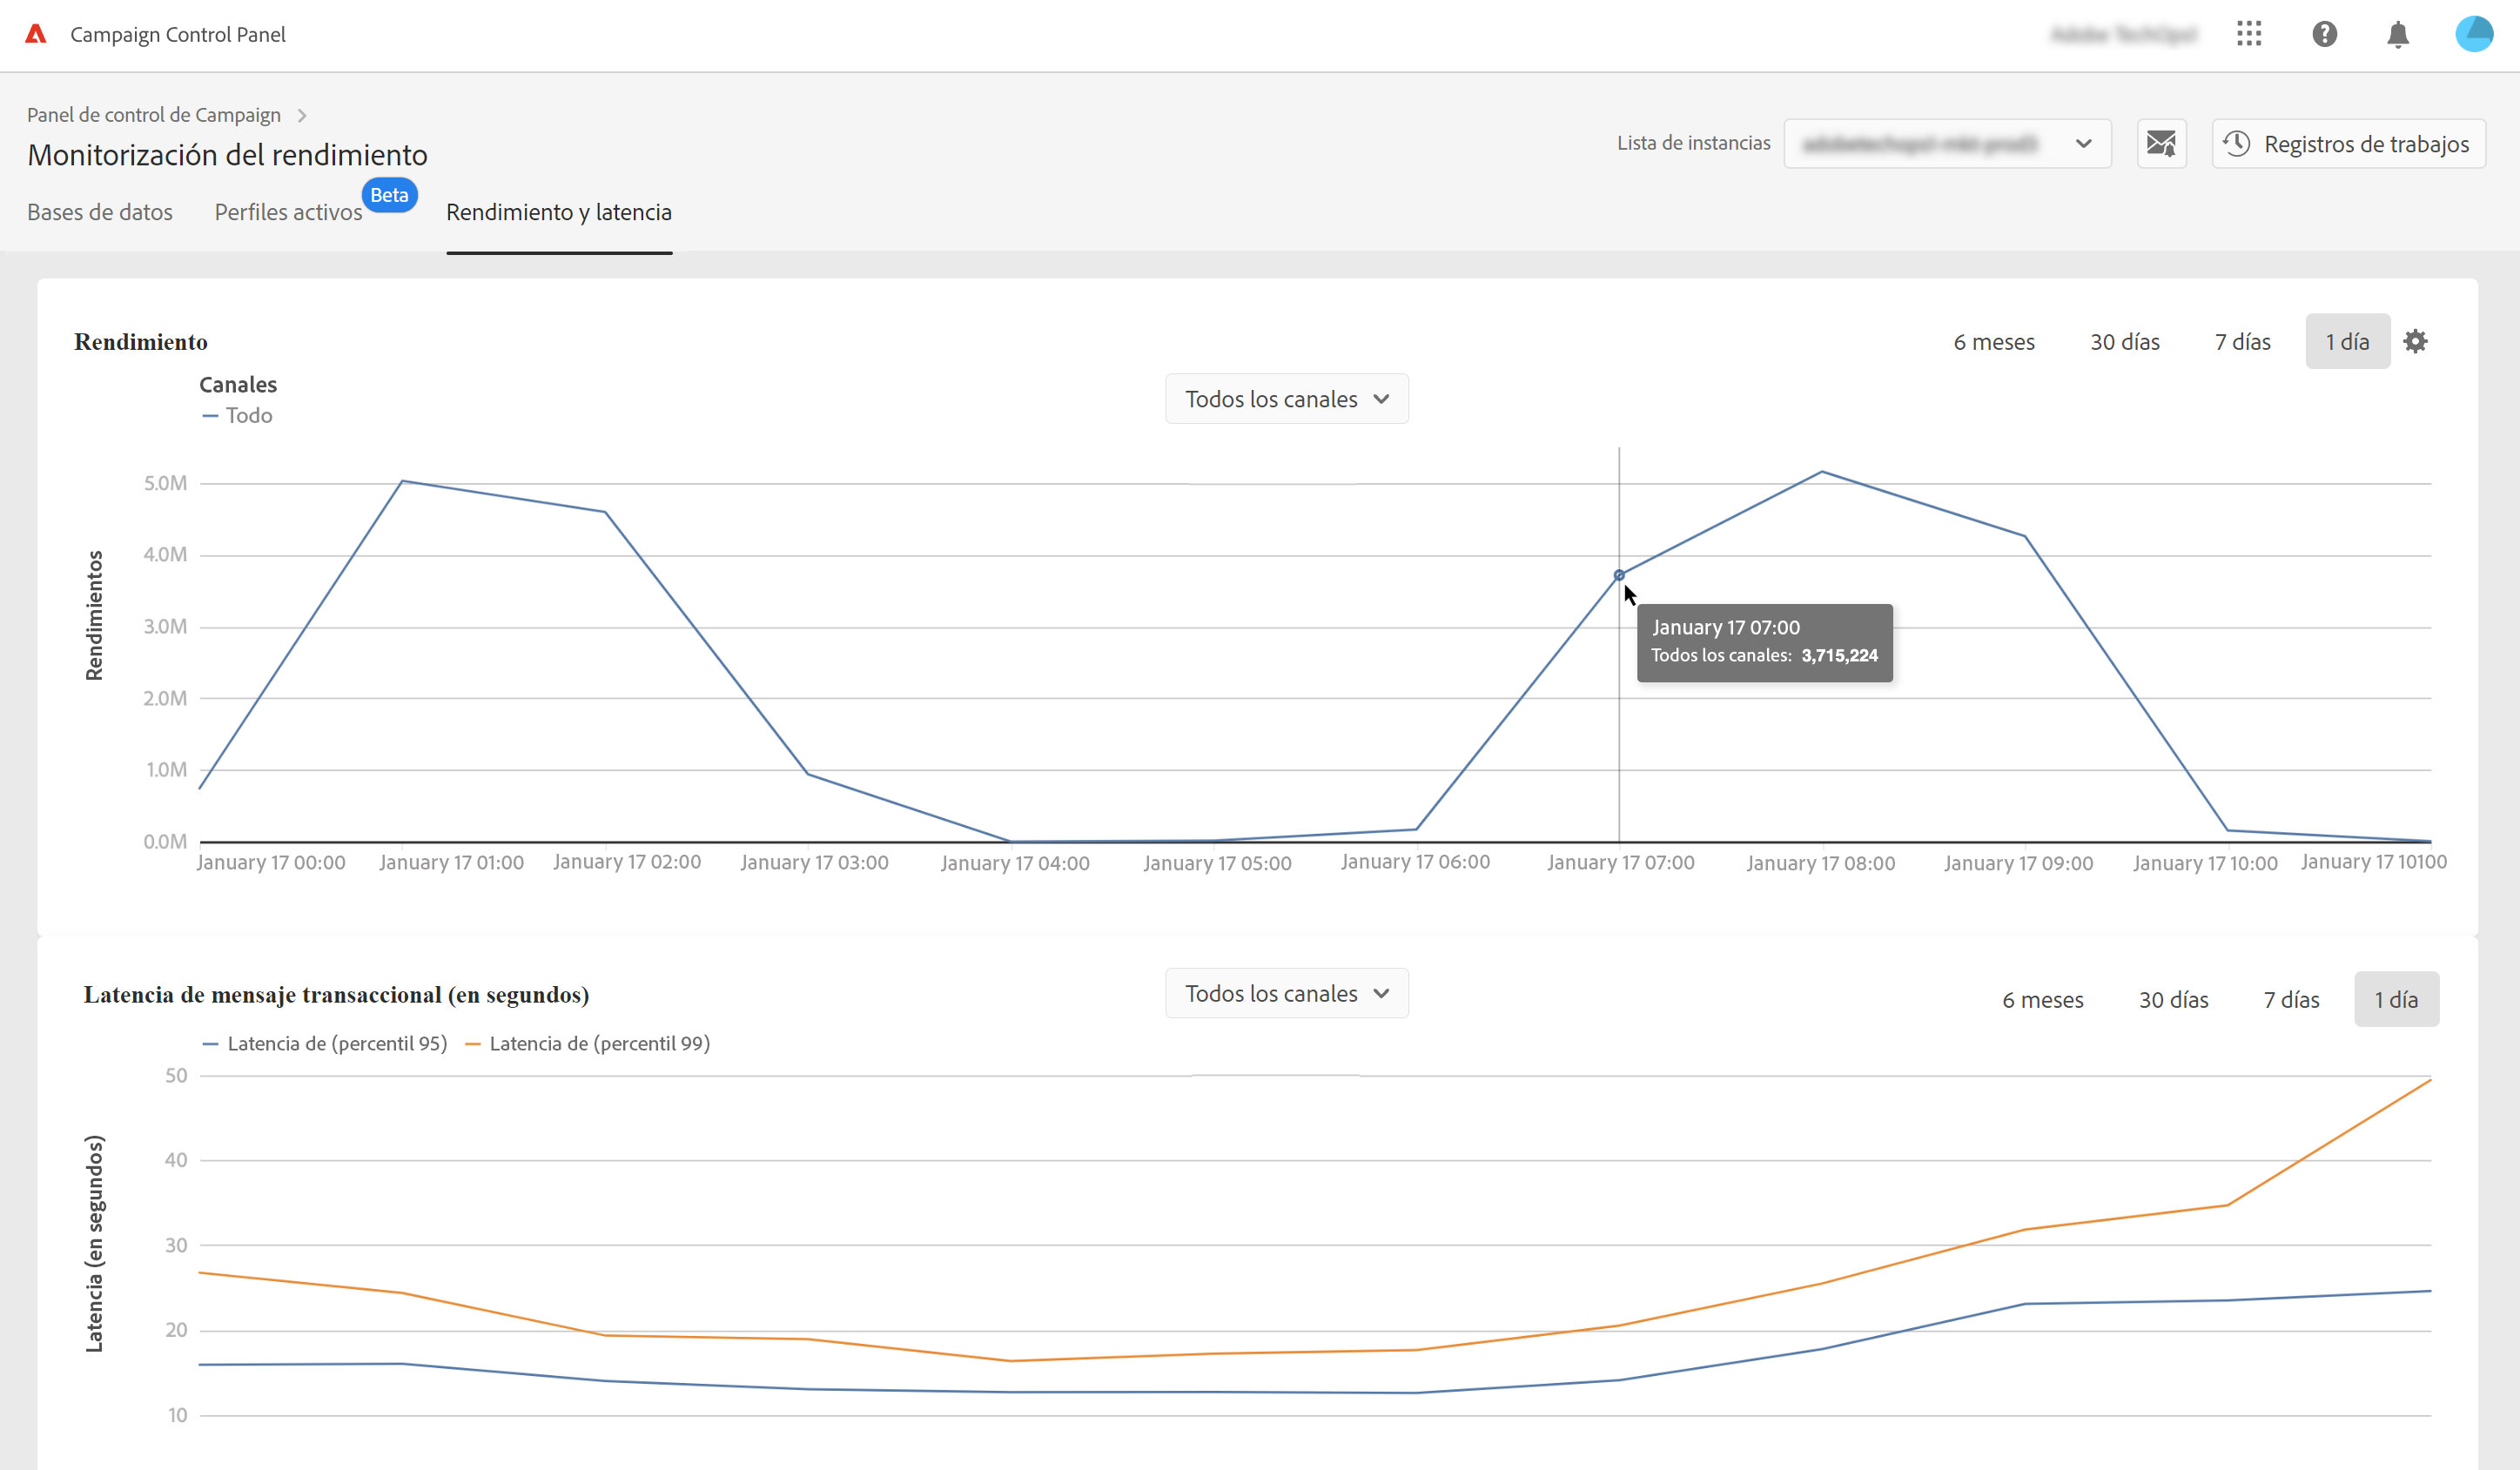 Campaign Control Panel
Panel de control de Campaign
Monitorización del rendimiento
Lista de instancias
Registros de trabajos
Bases de datos
Perfiles activos
Beta
Rendimiento y latencia
Rendimiento
6 meses
30 días
7 días
1 día
Canales
Todo
Todos los canales
Rendimientos
5.0M
4.0M
3.0M
2.0M
1.0M
0.0M
January 17 07:00
Todos los canales: 3,715,224
January 17 00:00
January 17 01:00
January 17 02:00
January 17 03:00
January 17 04:00
January 17 05:00
January 17 06:00
January 17 07:00
January 17 08:00
January 17 09:00
January 17 10:00
January 17 10100
Latencia de mensaje transaccional (en segundos)
Todos los canales
6 meses
30 días
7 días
1 día
Latencia de (percentil 95)
Latencia de (percentil 99)
Latencia (en segundos)
50
40
30
20
10